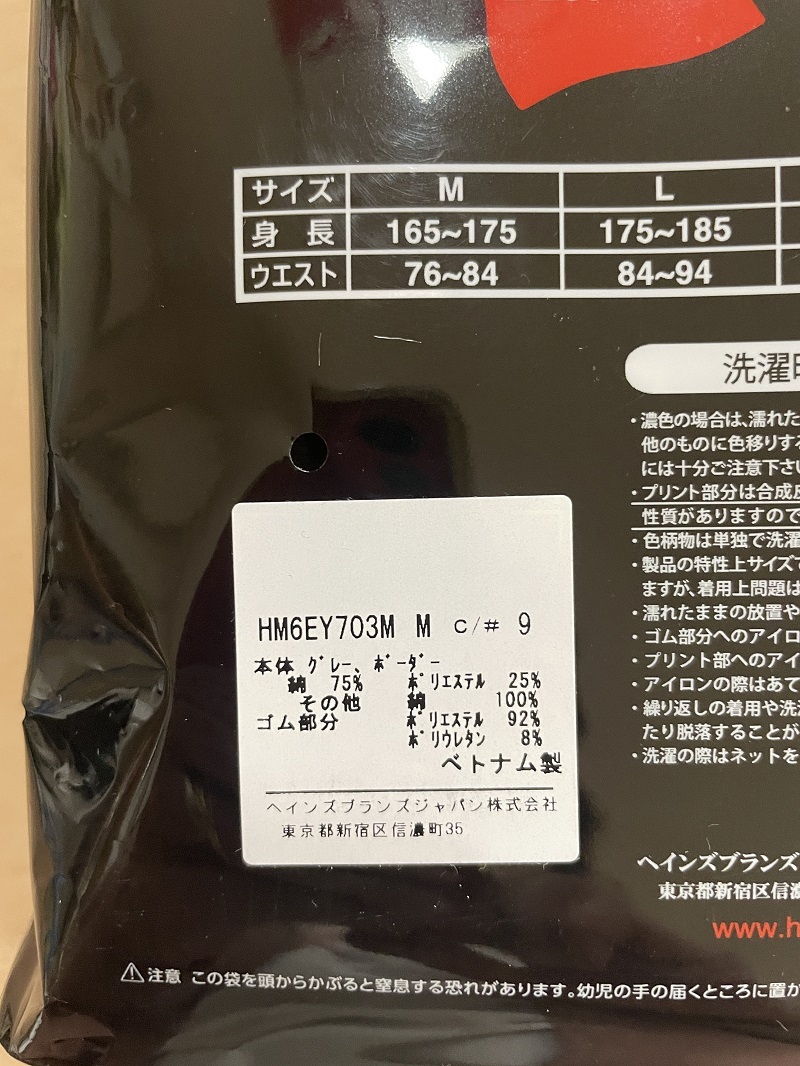 サイズ M L
身長 165~175 175~185
ウエスト 76~84 84~94
洗濯
・濃色の場合は、濡れた
他のものに色移りす
には十分ご注意下さ
・プリント部分は合成
性質がありますので
・色柄物は単独で洗濯
・製品の特性上サイズ
ますが、着用上問題は
・濡れたままの放置や
・ゴム部分へのアイロ
・プリント部へのアイ
・アイロンの際はあて
・繰り返しの着用や洗
たり脱落することが
・洗濯の際はネットを
HM6EY703M M C/# 9
本体 グレー、ボーダー
綿 75% ポリエステル 25%
その他 綿 100%
ゴム部分 ポリエステル 92%
ポリウレタン 8%
ベトナム製
ヘインズブランズジャパン株式会社
東京都新宿区信濃町35
ヘインズブランズ
東京都新宿区信濃
www.h
⚠注意 この袋を頭からかぶると窒息する恐れがあります。幼児の手の届くところに置か